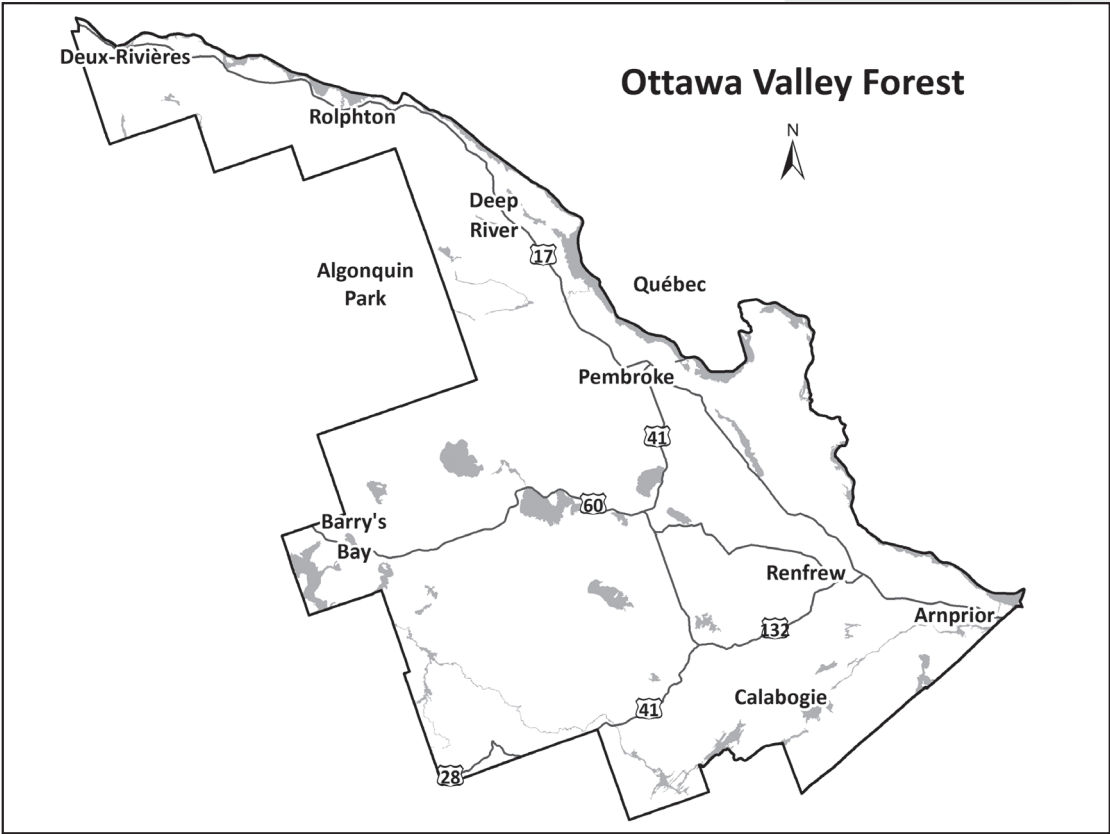 Ottawa Valley Forest
N
Deux-Rivières
Rolphton
Deep
River
17
Algonquin
Park
Québec
Pembroke
41
60
Barry's
Bay
Renfrew
Arnprior
132
Calabogie
41
28